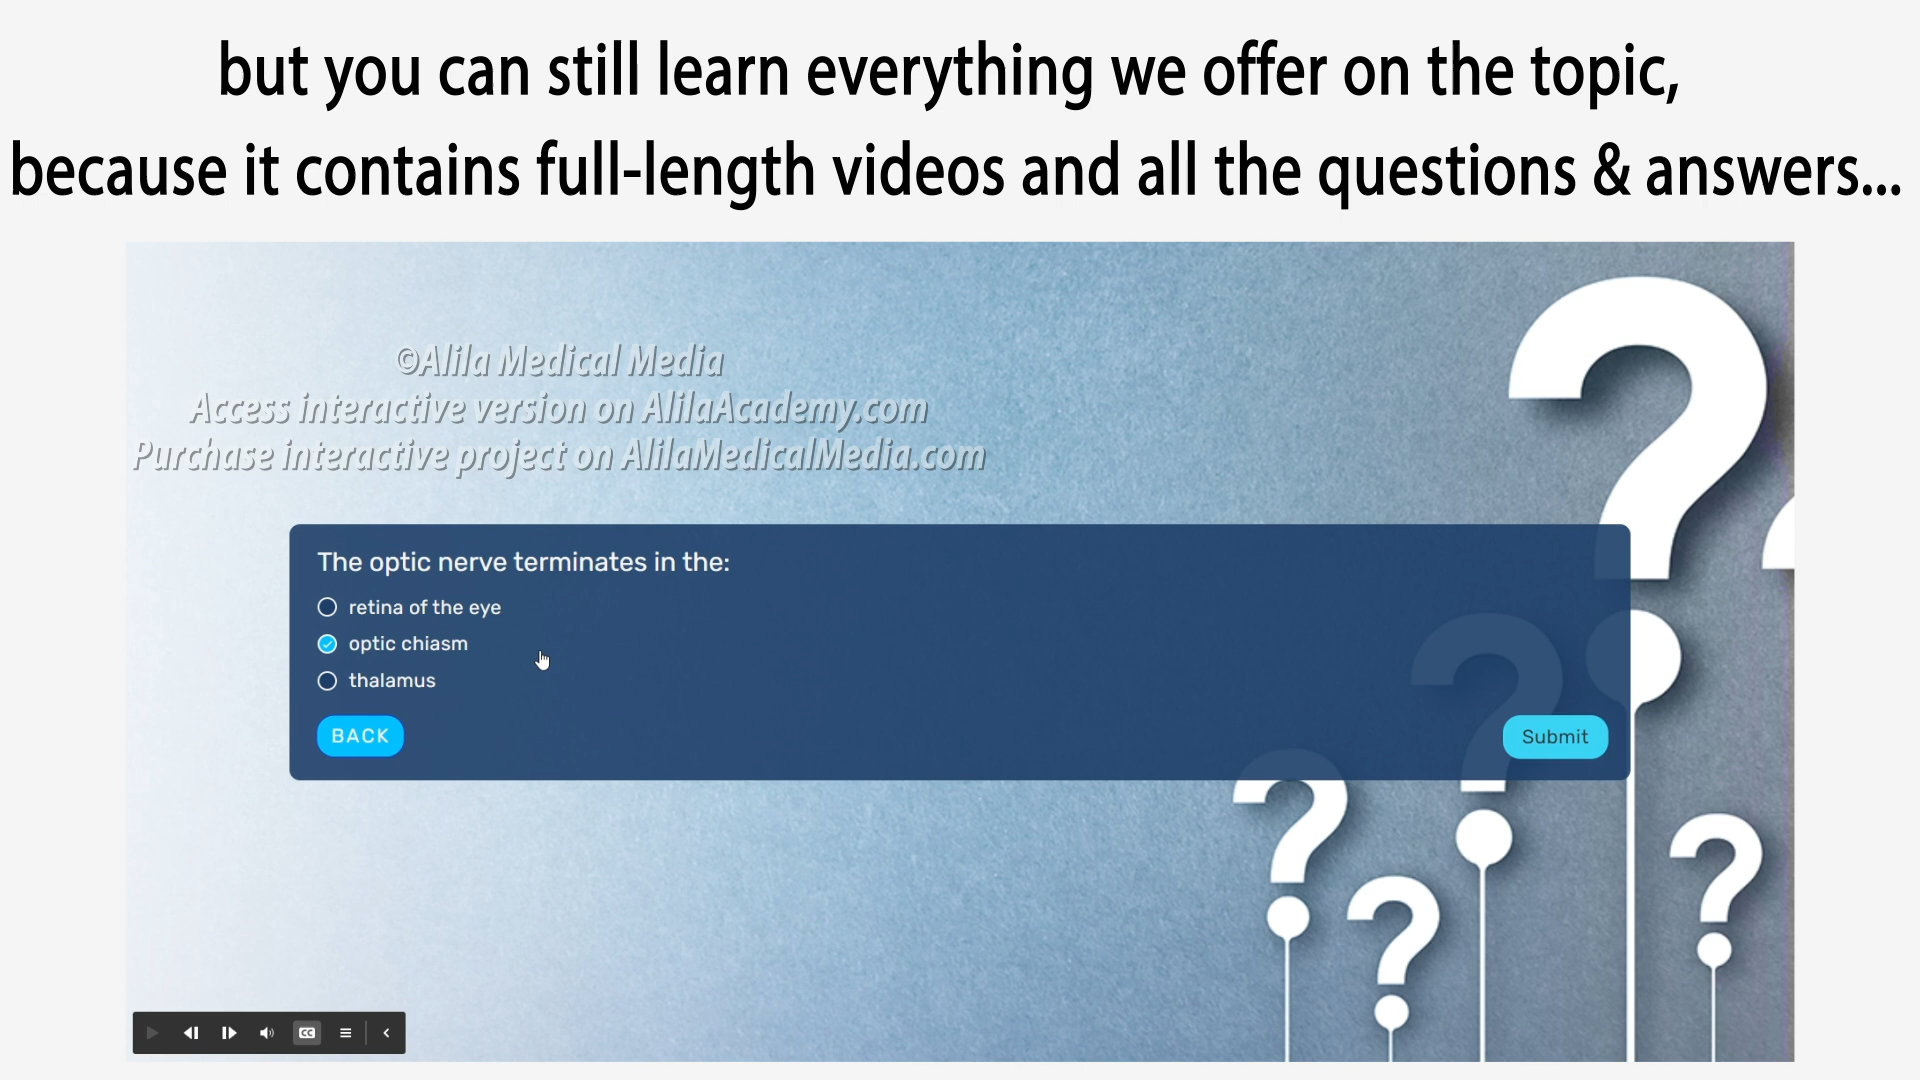 but you can still learn everything we offer on the topic,
because it contains full-length videos and all the questions & answers...
©Alila Medical Media
Access interactive version on AlilaAcademy.com
Purchase interactive project on AlilaMedicalMedia.com
The optic nerve terminates in the:
retina of the eye
optic chiasm
thalamus
BACK
Submit
CC